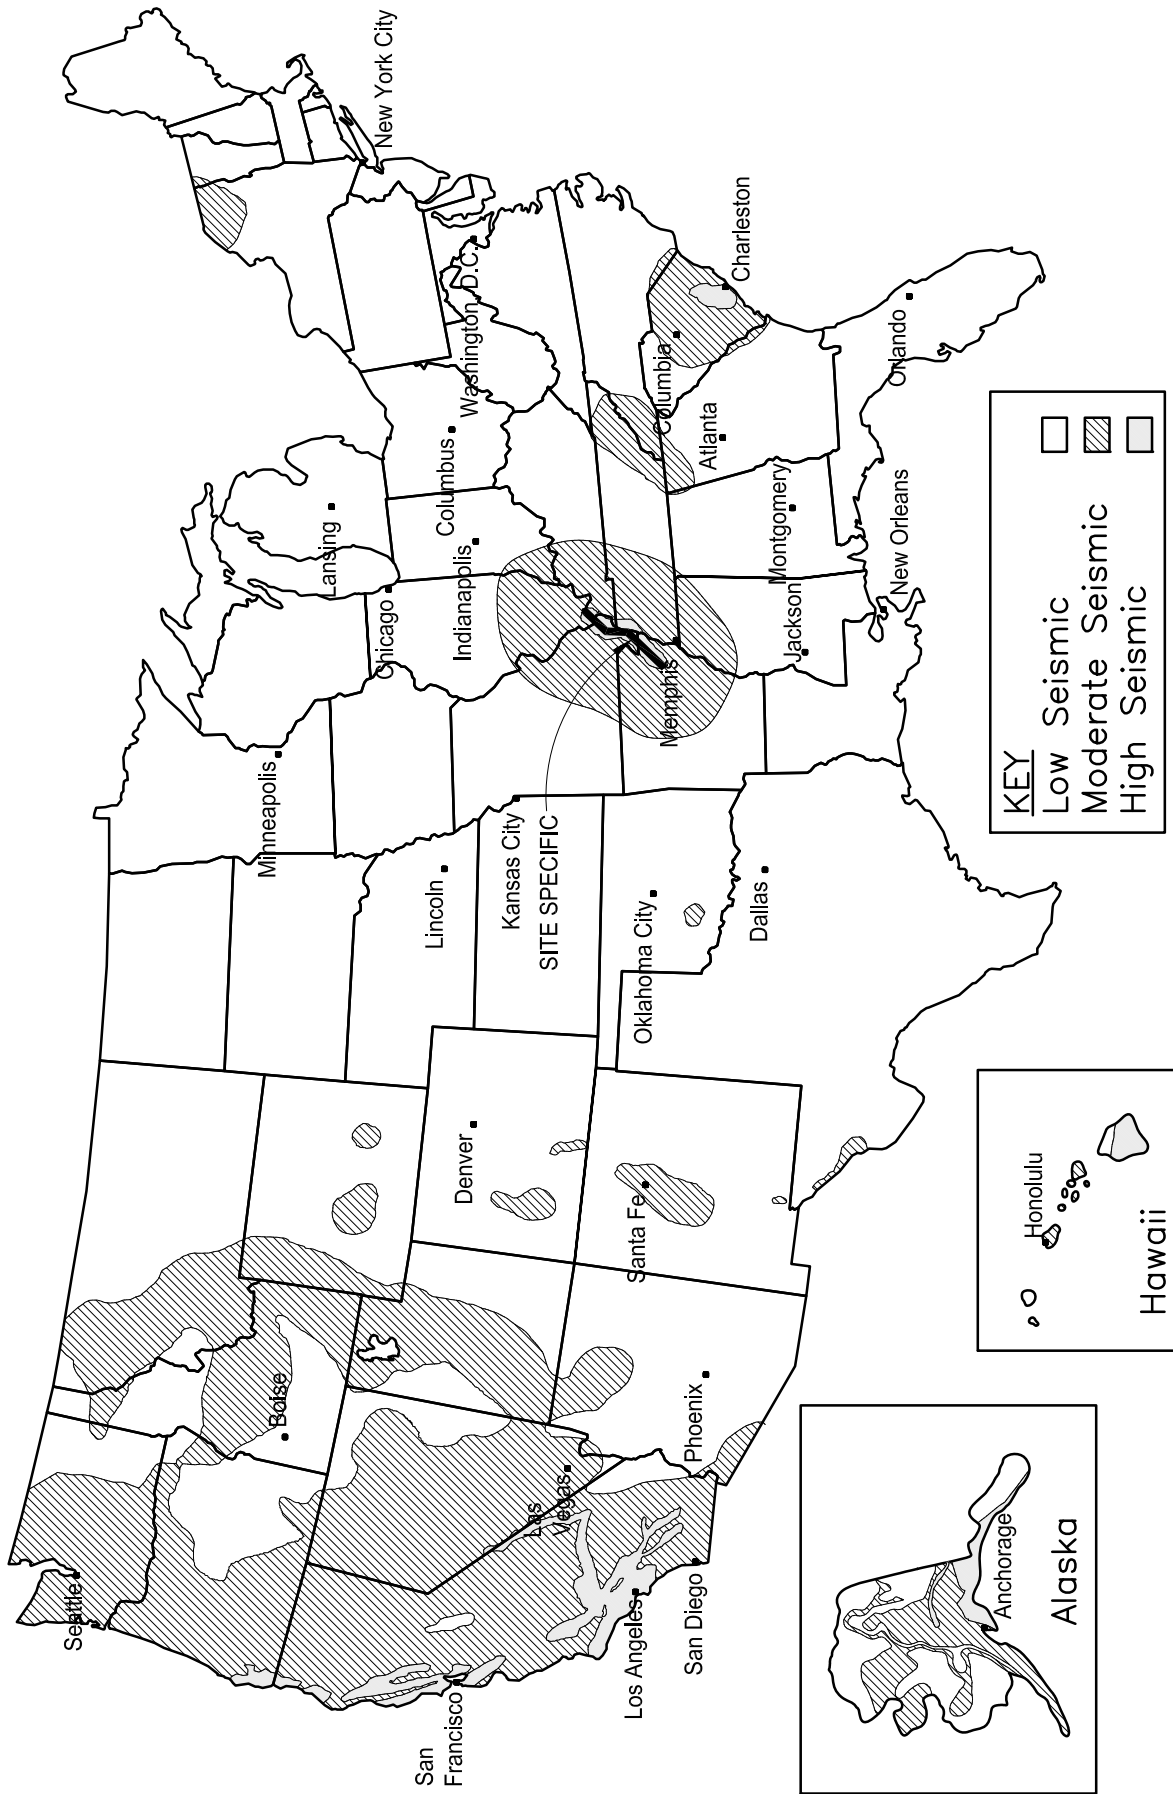 Seattle
San
Francisco
Los Angeles
San Diego
Las
Vegas
Boise
Phoenix
Santa Fe
Denver
Lincoln
Kansas City
SITE SPECIFIC
Oklahoma City
Dallas
Minneapolis
Chicago
Lansing
Indianapolis
Columbus
Washington, D.C.
New York City
Memphis
Jackson
Montgomery
Atlanta
Columbia
Charleston
New Orleans
Orlando
Anchorage
Alaska
Honolulu
Hawaii
KEY
Low Seismic
Moderate Seismic
High Seismic